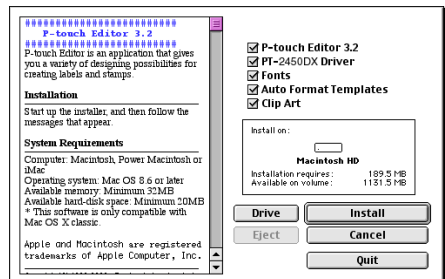 ##########################
P-touch Editor 3.2
##########################
P-touch Editor is an application that gives
you a variety of designing possibilities for
creating labels and stamps.
Installation
Start up the installer, and then follow the
messages that appear.
System Requirements
Computer: Macintosh, Power Macintosh or
iMac
Operating system: Mac OS 8.6 or later
Available memory: Minimum 32MB
Available hard-disk space: Minimum 20MB
* This software is only compatible with
Mac OS X classic.
Apple and Macintosh are registered
trademarks of Apple Computer, Inc.
P-touch Editor 3.2
PT-2450DX Driver
Fonts
Auto Format Templates
Clip Art
Install on:
Macintosh HD
Installation requires: 189.5 MB
Available on volume: 1131.5 MB
Drive
Install
Eject
Cancel
Quit